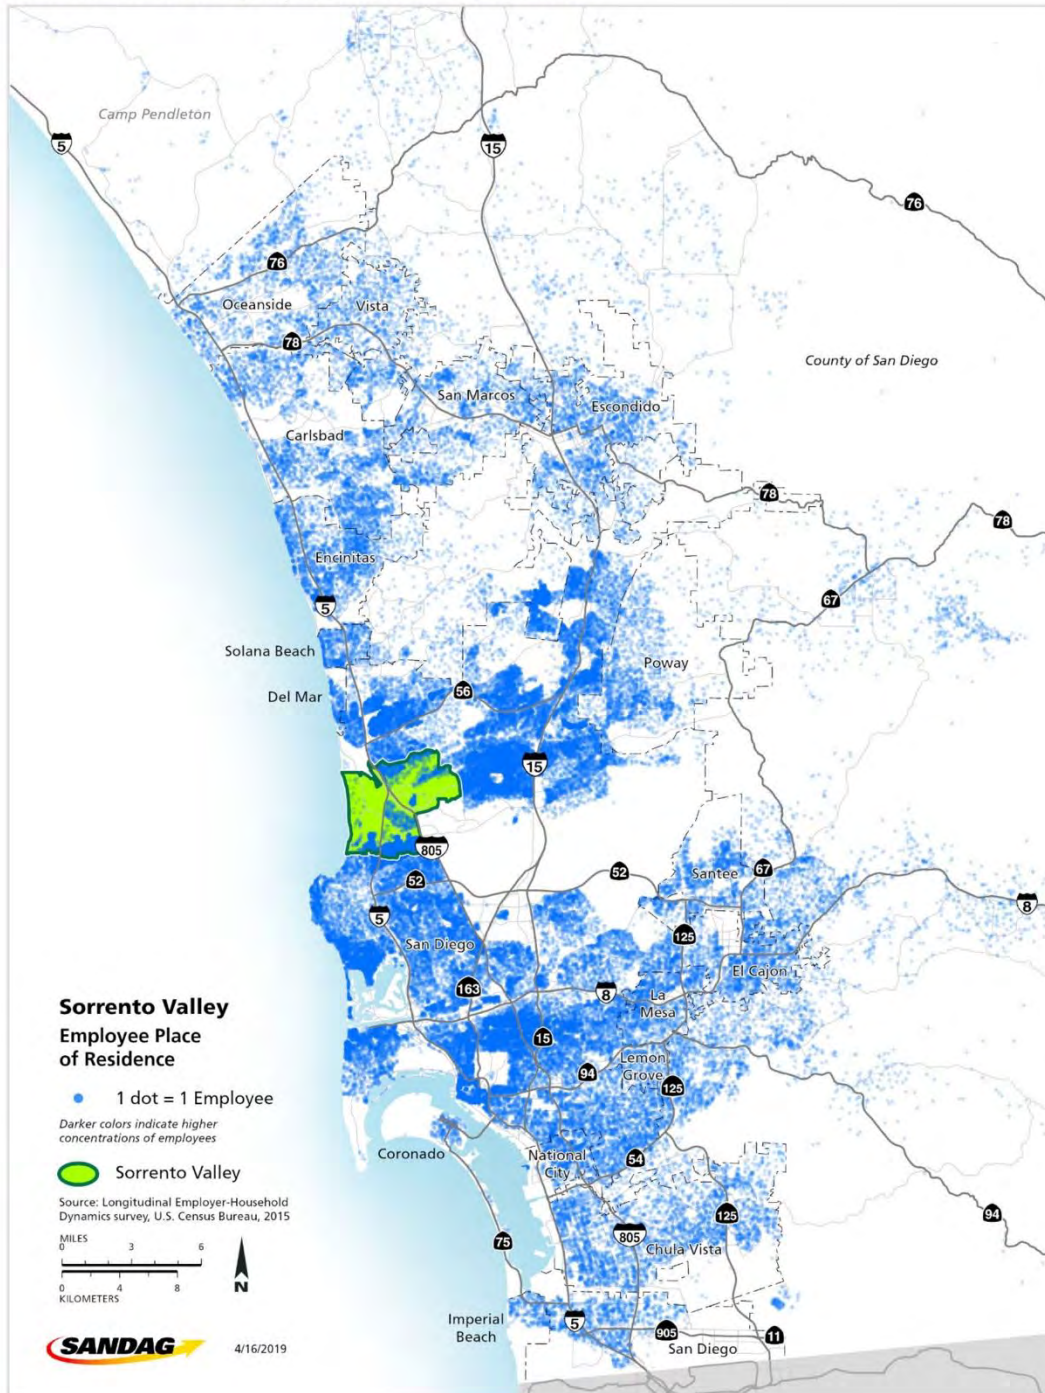 Camp Pendleton
5
15
76
76
Oceanside
Vista
78
County of San Diego
San Marcos
Escondido
Carlsbad
78
78
Encinitas
5
67
Solana Beach
Poway
Del Mar
56
15
805
52
52
Santee
67
5
8
125
San Diego
El Cajon
163
8
La
Mesa
15
Lemon
Grove
94
125
Coronado
National
City
54
125
94
805
75
Chula Vista
Imperial
Beach
5
905
11
San Diego
Sorrento Valley
Employee Place
of Residence
1 dot = 1 Employee
Darker colors indicate higher
concentrations of employees
Sorrento Valley
Source: Longitudinal Employer-Household
Dynamics survey, U.S. Census Bureau, 2015
MILES
0 3 6
0 4 8
KILOMETERS
N
SANDAG
4/16/2019